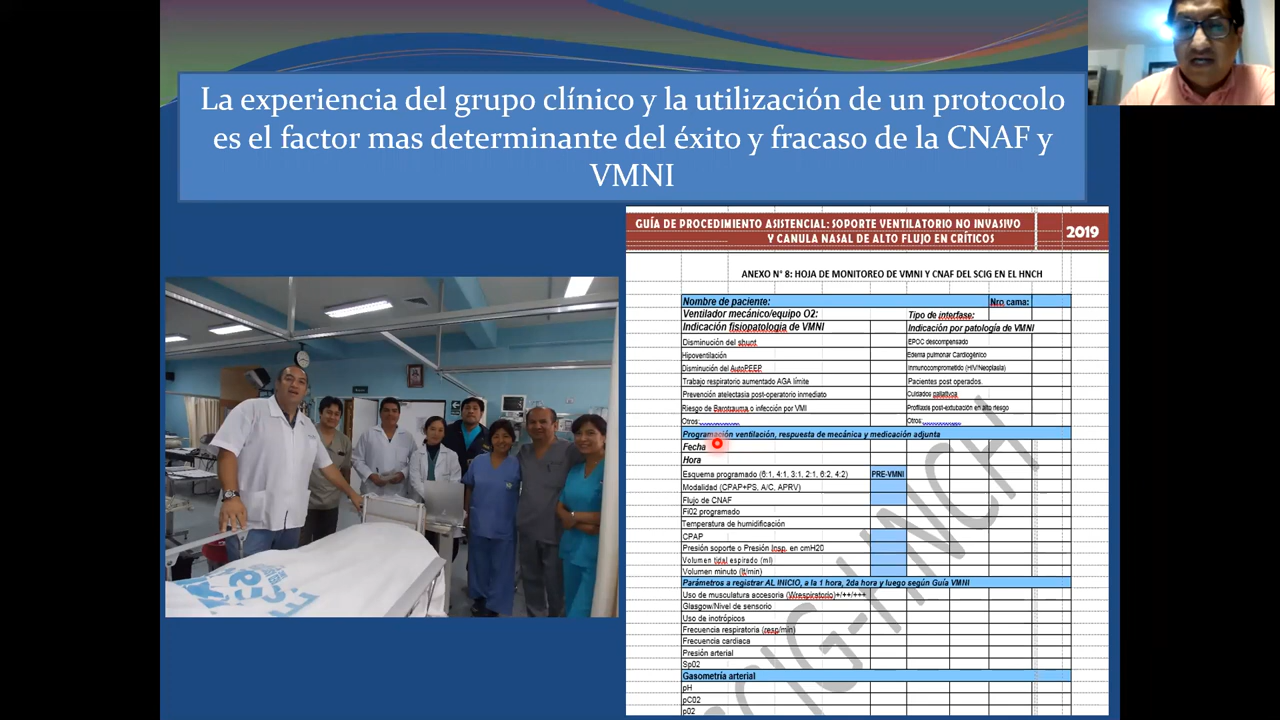 La experiencia del grupo clínico y la utilización de un protocolo
es el factor mas determinante del éxito y fracaso de la CNAF y
VMNI
GUÍA DE PROCEDIMIENTO ASISTENCIAL: SOPORTE VENTILATORIO NO INVASIVO
Y CANULA NASAL DE ALTO FLUJO EN CRÍTICOS
2019
ANEXO N° 8: HOJA DE MONITOREO DE VMNI Y CNAF DEL SCIG EN EL HNCH
Nombre de paciente: Nro cama:
Ventilador mecánico/equipo O2: Tipo de interfase:
Indicación fisiopatologia de VMNI Indicación por patología de VMNI
Disminución del shunt EPOC descompensado
Hipoventilación Edema pulmonar Cardiogénico
Disminución del AutoPEEP Inmunocomprometido (HIV/Neoplasia)
Trabajo respiratorio aumentado AGA límite Pacientes post operados.
Prevención atelectasia post-operatorio inmediato Cuidados paliativos
Riesgo de Barotrauma o infección por VMI Profilaxis post-extubación en alto riesgo
Otros: Otros:
Programación ventilación, respuesta de mecánica y medicación adjunta
Fecha
Hora
Esquema programado (6:1, 4:1, 3:1, 2:1, 6:2, 4:2) PRE-VMNI
Modalidad (CPAP+PS, A/C, APRV)
Flujo de CNAF
Fi02 programado
Temperatura de humidificación
CPAP
Presión soporte o Presión Insp. en cmH20
Volumen tidal espirado (ml)
Volumen minuto (lt/min)
Parámetros a registrar AL INICIO, a la 1 hora, 2da hora y luego según Guía VMNI
Uso de musculatura accesoria (Wrespiratorio)+/++/+++
Glasgow/Nivel de sensorio
Uso de inotrópicos
Frecuencia respiratoria (resp/min)
Frecuencia cardiaca
Presión arterial
Sp02
Gasometría arterial
pH
pC02
p02
SCIG-HNCH